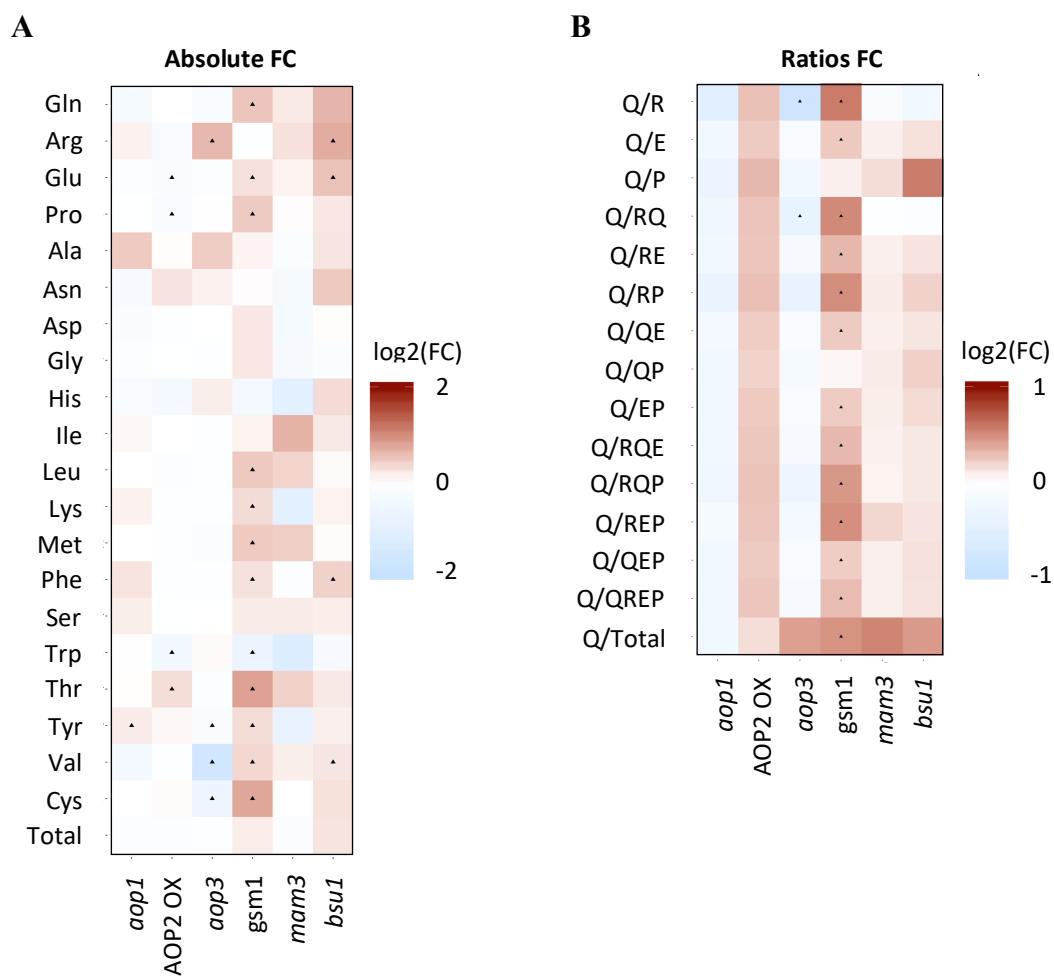 A
Absolute FC
Gln
Arg
Glu
Pro
Ala
Asn
Asp
Gly
His
Ile
Leu
Lys
Met
Phe
Ser
Trp
Thr
Tyr
Val
Cys
Total
aop1
AOP2 OX
aop3
gsm1
mam3
bsu1
log2(FC)
2
0
-2
B
Ratios FC
Q/R
Q/E
Q/P
Q/RQ
Q/RE
Q/RP
Q/QE
Q/QP
Q/EP
Q/RQE
Q/RQP
Q/REP
Q/QEP
Q/QREP
Q/Total
aop1
AOP2 OX
aop3
gsm1
mam3
bsu1
log2(FC)
1
0
-1